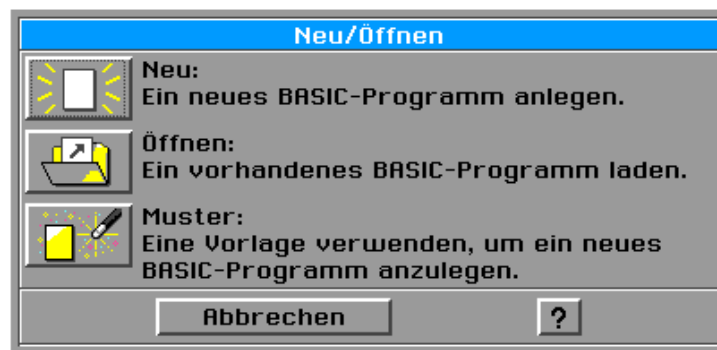 Neu/Öffnen
Neu:
Ein neues BASIC-Programm anlegen.
Öffnen:
Ein vorhandenes BASIC-Programm laden.
Muster:
Eine Vorlage verwenden, um ein neues
BASIC-Programm anzulegen.
Abbrechen ?